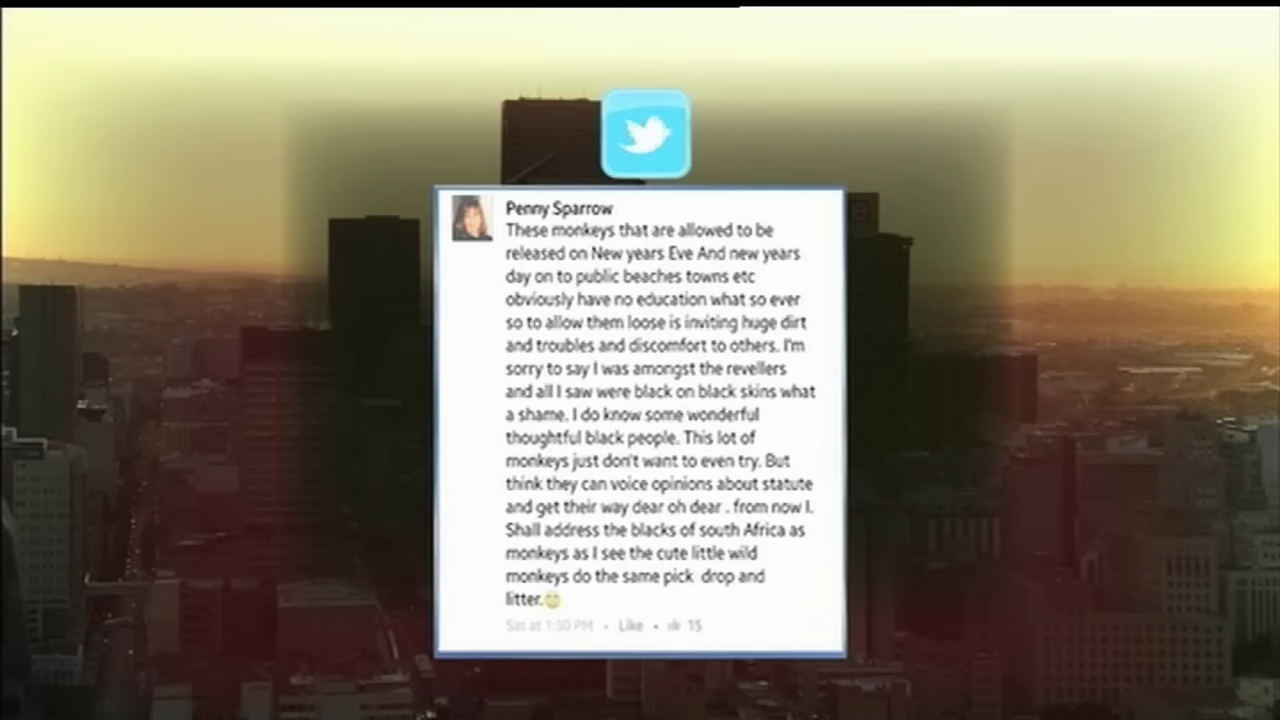 Penny Sparrow
These monkeys that are allowed to be
released on New years Eve And new years
day on to public beaches towns etc
obviously have no education what so ever
so to allow them loose is inviting huge dirt
and troubles and discomfort to others. I'm
sorry to say I was amongst the revellers
and all I saw were black on black skins what
a shame. I do know some wonderful
thoughtful black people. This lot of
monkeys just don't want to even try. But
think they can voice opinions about statute
and get their way dear oh dear . from now I.
Shall address the blacks of south Africa as
monkeys as I see the cute little wild
monkeys do the same pick drop and
litter.
Sat at 1:30 PM • Like • 15